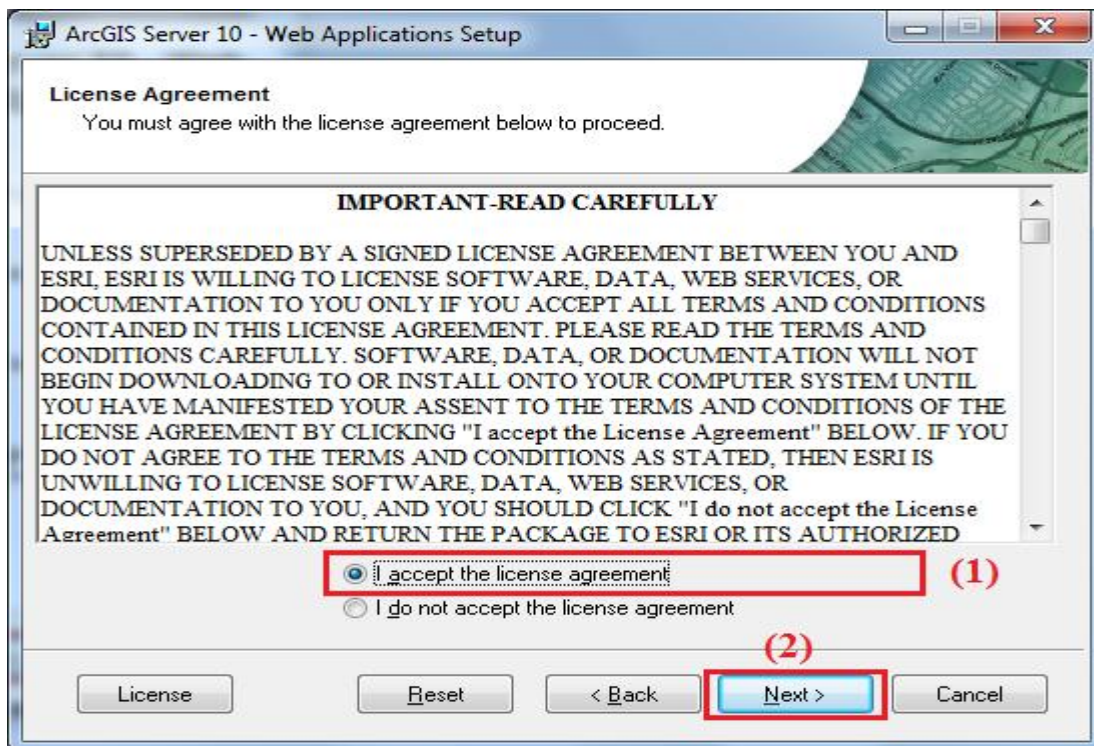 ArcGIS Server 10 - Web Applications Setup
License Agreement
You must agree with the license agreement below to proceed.
IMPORTANT-READ CAREFULLY
UNLESS SUPERSEDED BY A SIGNED LICENSE AGREEMENT BETWEEN YOU AND
ESRI, ESRI IS WILLING TO LICENSE SOFTWARE, DATA, WEB SERVICES, OR
DOCUMENTATION TO YOU ONLY IF YOU ACCEPT ALL TERMS AND CONDITIONS
CONTAINED IN THIS LICENSE AGREEMENT. PLEASE READ THE TERMS AND
CONDITIONS CAREFULLY. SOFTWARE, DATA, OR DOCUMENTATION WILL NOT
BEGIN DOWNLOADING TO OR INSTALL ONTO YOUR COMPUTER SYSTEM UNTIL
YOU HAVE MANIFESTED YOUR ASSENT TO THE TERMS AND CONDITIONS OF THE
LICENSE AGREEMENT BY CLICKING "I accept the License Agreement" BELOW. IF YOU
DO NOT AGREE TO THE TERMS AND CONDITIONS AS STATED, THEN ESRI IS
UNWILLING TO LICENSE SOFTWARE, DATA, WEB SERVICES, OR
DOCUMENTATION TO YOU, AND YOU SHOULD CLICK "I do not accept the License
Agreement" BELOW AND RETURN THE PACKAGE TO ESRI OR ITS AUTHORIZED
I accept the license agreement (1)
I do not accept the license agreement
(2)
License Reset < Back Next > Cancel